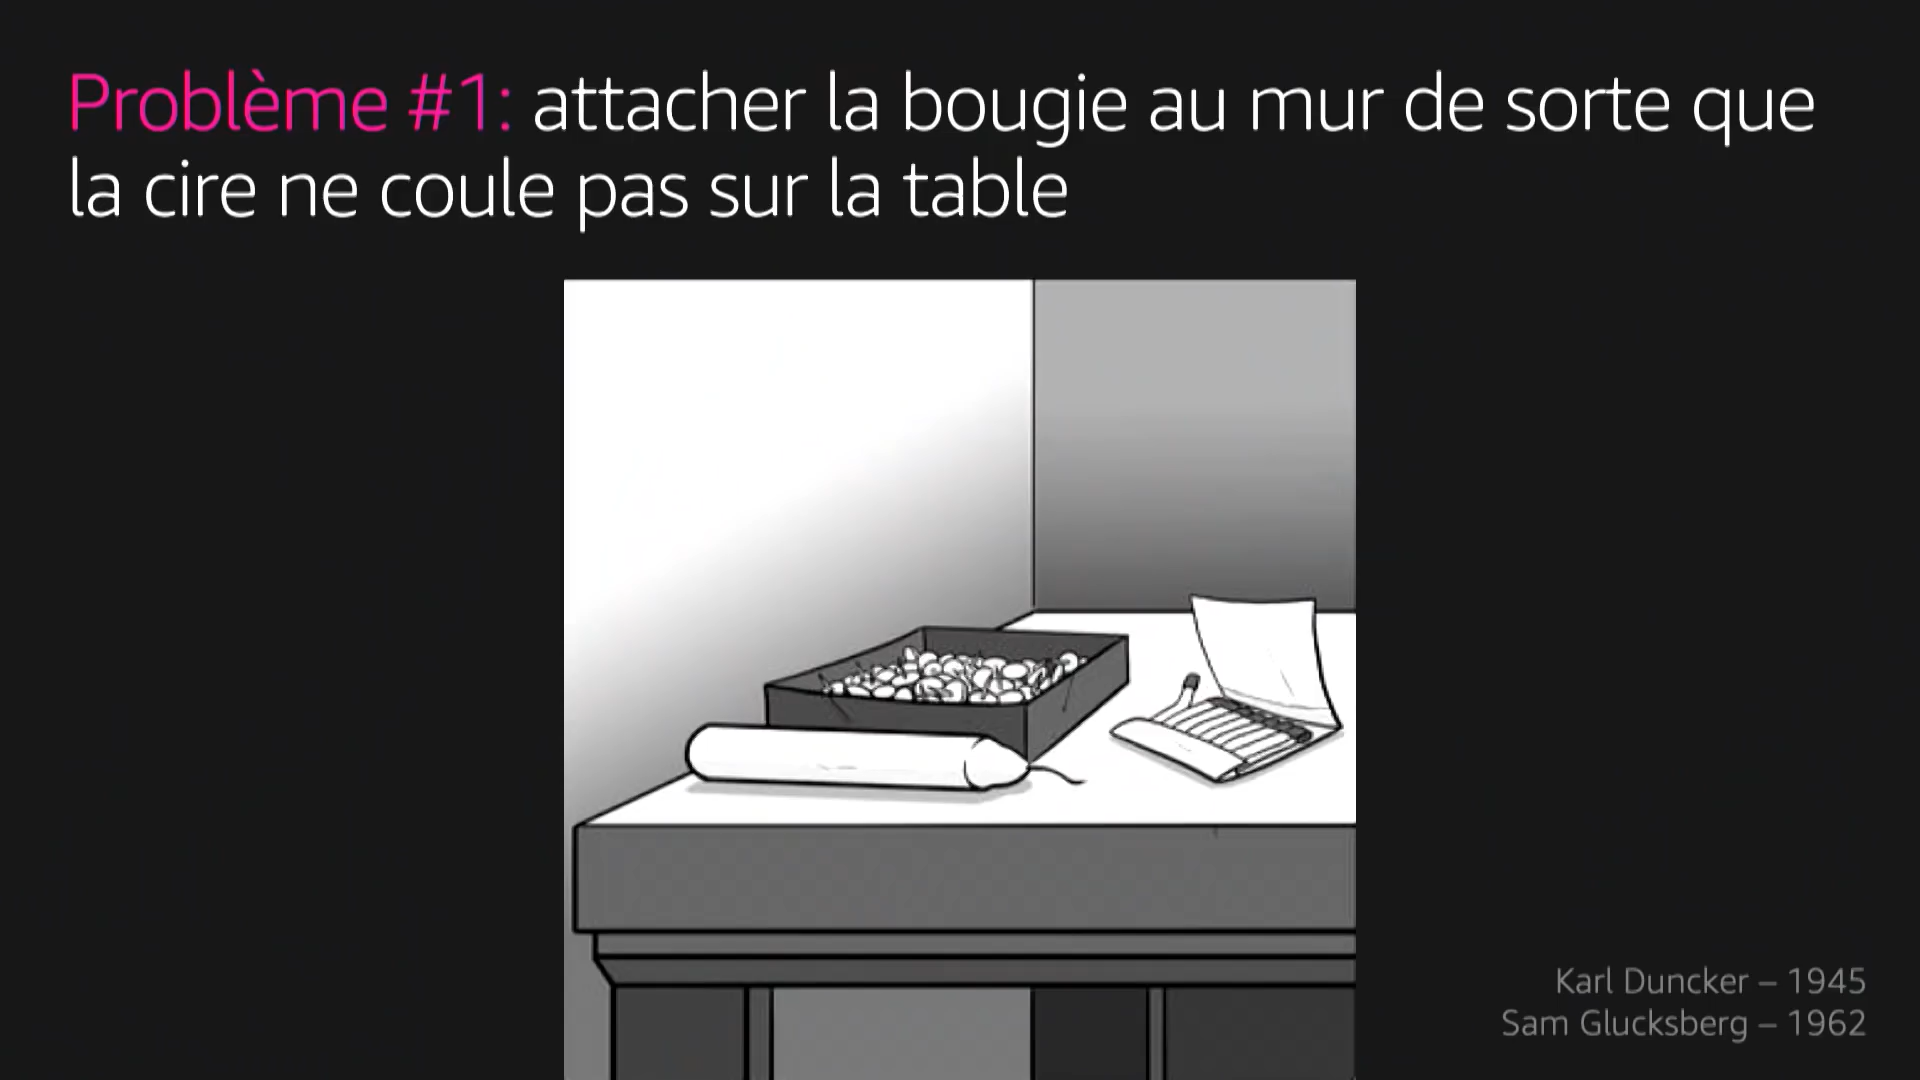 Problème #1: attacher la bougie au mur de sorte que
la cire ne coule pas sur la table
Karl Duncker – 1945
Sam Glucksberg – 1962